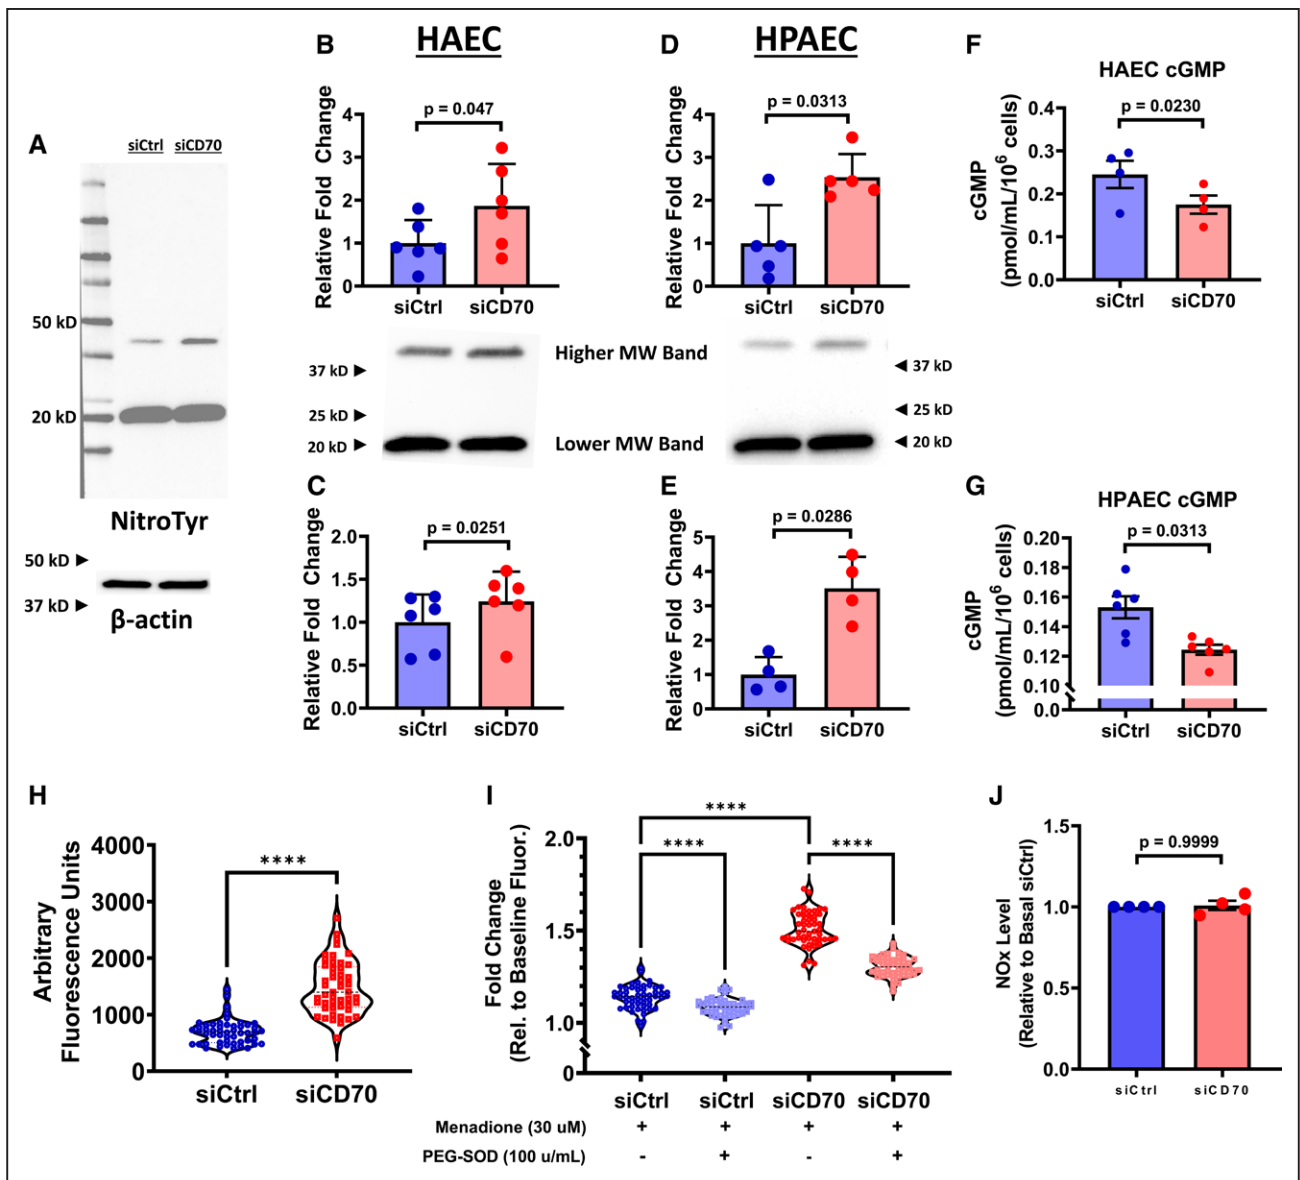 A
siCtrl siCD70
50 kD
20 kD
NitroTyr
50 kD ▶
37 kD ▶
β-actin
B
HAEC
Relative Fold Change
p = 0.047
4
3
2
1
0
siCtrl siCD70
37 kD ▶
25 kD ▶
20 kD ▶
Higher MW Band
Lower MW Band
C
Relative Fold Change
p = 0.0251
2.0
1.5
1.0
0.5
0.0
siCtrl siCD70
D
HPAEC
Relative Fold Change
p = 0.0313
4
3
2
1
0
siCtrl siCD70
◀ 37 kD
◀ 25 kD
◀ 20 kD
E
Relative Fold Change
p = 0.0286
5
4
3
2
1
0
siCtrl siCD70
F
HAEC cGMP
cGMP
(pmol/mL/10⁶ cells)
p = 0.0230
0.4
0.3
0.2
0.1
0.0
siCtrl siCD70
G
HPAEC cGMP
cGMP
(pmol/mL/10⁶ cells)
p = 0.0313
0.20
0.18
0.16
0.14
0.12
0.10
0.0
siCtrl siCD70
H
Arbitrary
Fluorescence Units
****
4000
3000
2000
1000
0
siCtrl siCD70
I
Fold Change
(Rel. to Baseline Fluor.)
****
**** ****
2.0
1.5
1.0
0
siCtrl siCtrl siCD70 siCD70
Menadione (30 uM) + + + +
PEG-SOD (100 u/mL) - + - +
J
NOx Level
(Relative to Basal siCtrl)
p = 0.9999
1.5
1.0
0.5
0.0
siCtrl siCD70